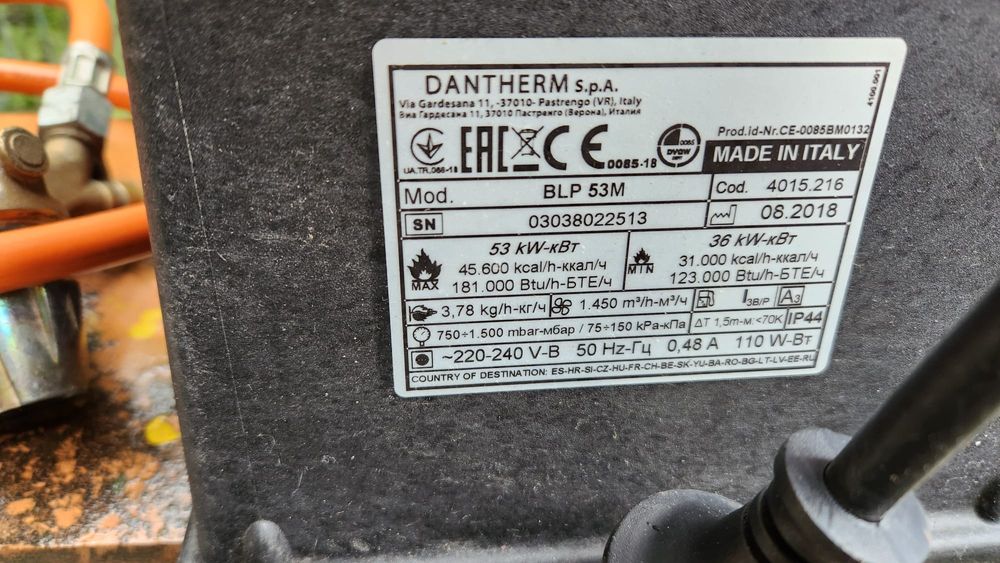 DANTHERM S.p.A.
Via Gardesana 11, -37010- Pastrengo (VR), Italy
Виа Гардесана 11, 37010 Пастренго (Верона), Италия
4100.001
UA.TR.066-18
EAC CE 0085-18
0085
DVGW
Prod.id-Nr.CE-0085BM0132
MADE IN ITALY
Mod. BLP 53M
Cod. 4015.216
SN 03038022513
08.2018
MAX 53 kW-кВт
45.600 kcal/h-ккал/ч
181.000 Btu/h-БТЕ/ч
MIN 36 kW-кВт
31.000 kcal/h-ккал/ч
123.000 Btu/h-БТЕ/ч
3,78 kg/h-кг/ч 1.450 m³/h-м³/ч I3B/P A3
750÷1.500 mbar-мбар / 75÷150 kPa-кПа ΔT 1,5m-м:<70K IP44
~220-240 V-В 50 Hz-Гц 0,48 A 110 W-Вт
COUNTRY OF DESTINATION: ES-HR-SI-CZ-HU-FR-CH-BE-SK-YU-BA-RO-BG-LT-LV-EE-RU